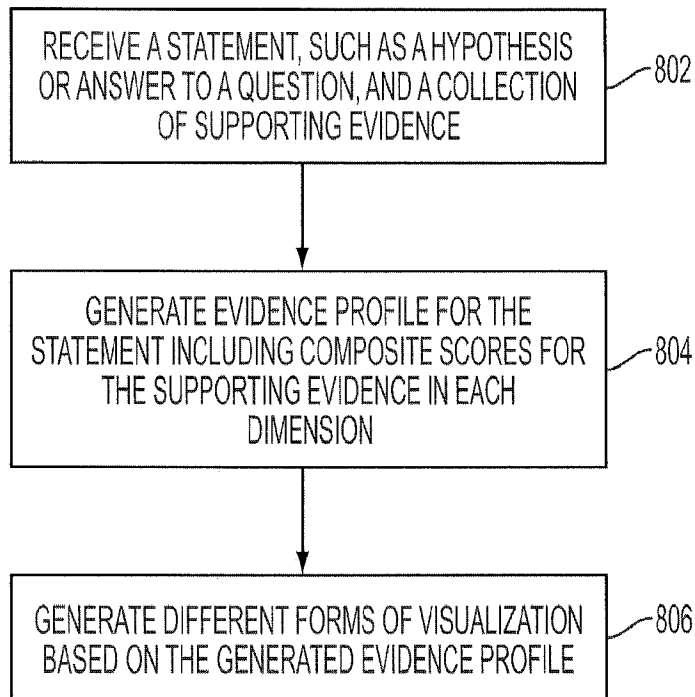 RECEIVE A STATEMENT, SUCH AS A HYPOTHESIS
OR ANSWER TO A QUESTION, AND A COLLECTION
OF SUPPORTING EVIDENCE
802
GENERATE EVIDENCE PROFILE FOR THE
STATEMENT INCLUDING COMPOSITE SCORES FOR
THE SUPPORTING EVIDENCE IN EACH
DIMENSION
804
GENERATE DIFFERENT FORMS OF VISUALIZATION
BASED ON THE GENERATED EVIDENCE PROFILE
806